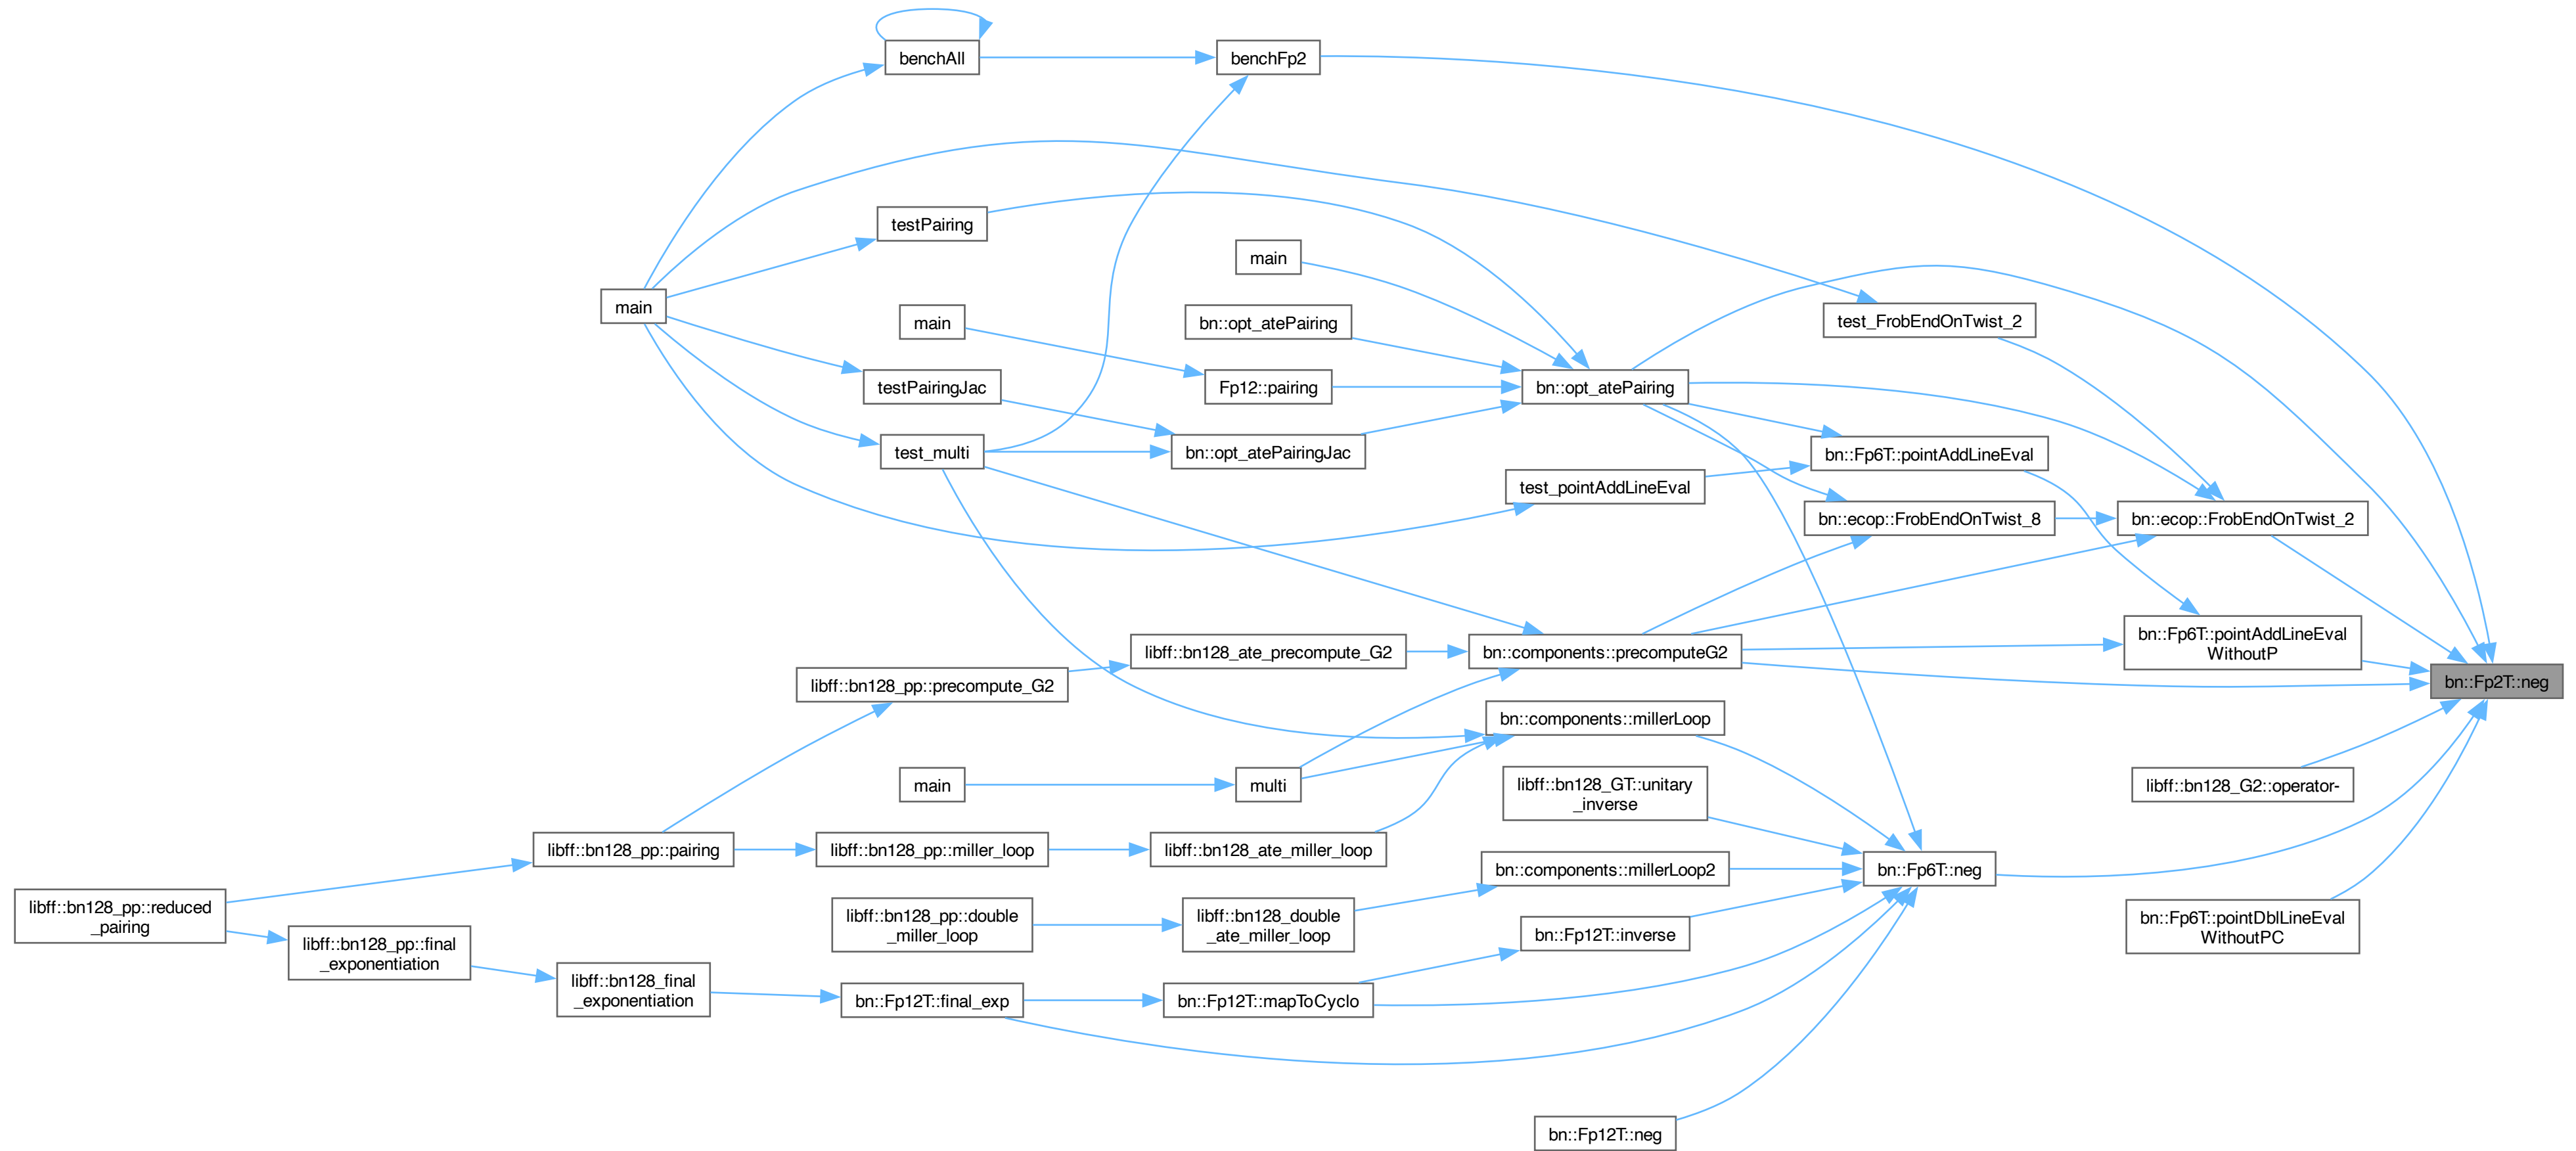 benchAll
benchFp2
testPairing
main
main
test_FrobEndOnTwist_2
main
bn::opt_atePairing
testPairingJac
Fp12::pairing
bn::opt_atePairing
test_multi
bn::opt_atePairingJac
bn::Fp6T::pointAddLineEval
test_pointAddLineEval
bn::ecop::FrobEndOnTwist_8
bn::ecop::FrobEndOnTwist_2
bn::Fp6T::pointAddLineEval
WithoutP
libff::bn128_ate_precompute_G2
bn::components::precomputeG2
libff::bn128_pp::precompute_G2
bn::Fp2T::neg
bn::components::millerLoop
main
multi
libff::bn128_GT::unitary
_inverse
libff::bn128_G2::operator-
libff::bn128_pp::pairing
libff::bn128_pp::miller_loop
libff::bn128_ate_miller_loop
bn::components::millerLoop2
bn::Fp6T::neg
libff::bn128_pp::reduced
_pairing
libff::bn128_pp::double
_miller_loop
libff::bn128_double
_ate_miller_loop
bn::Fp12T::inverse
bn::Fp6T::pointDblLineEval
WithoutPC
libff::bn128_pp::final
_exponentiation
libff::bn128_final
_exponentiation
bn::Fp12T::final_exp
bn::Fp12T::mapToCyclo
bn::Fp12T::neg